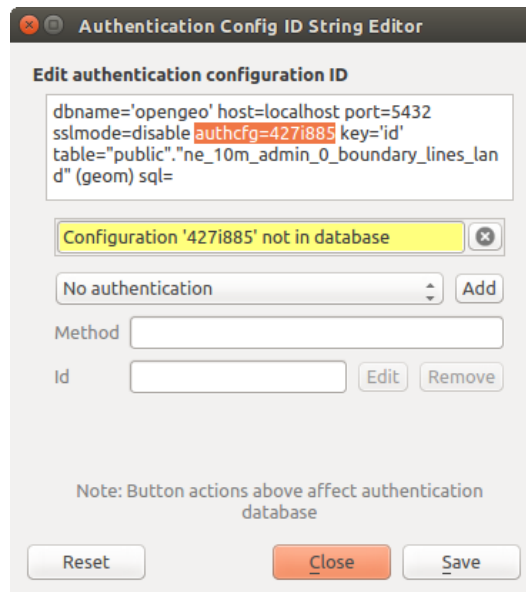 Authentication Config ID String Editor
Edit authentication configuration ID
dbname='opengeo' host=localhost port=5432
sslmode=disable authcfg=427i885 key='id'
table="public"."ne_10m_admin_0_boundary_lines_lan
d" (geom) sql=
Configuration '427i885' not in database
No authentication Add
Method
Id Edit Remove
Note: Button actions above affect authentication
database
Reset Close Save